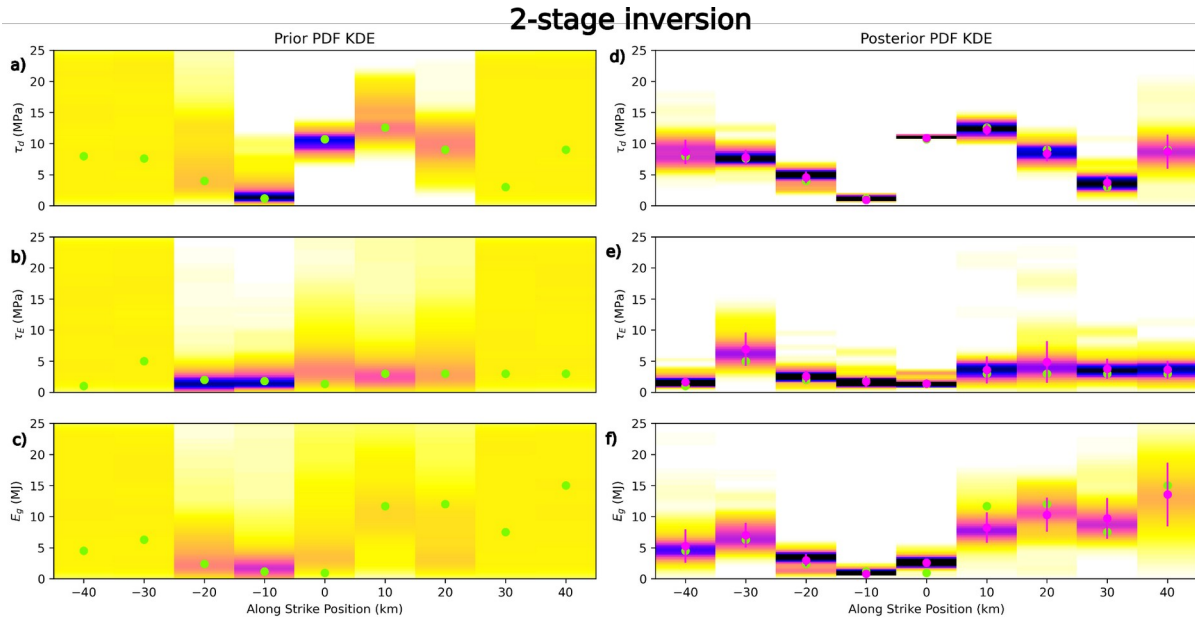 2-stage inversion
Prior PDF KDE
Posterior PDF KDE
a)
25
20
15
10
5
0
τd (MPa)
d)
25
20
15
10
5
0
τd (MPa)
b)
25
20
15
10
5
0
τE (MPa)
e)
25
20
15
10
5
0
τE (MPa)
c)
25
20
15
10
5
0
Eg (MJ)
−40 −30 −20 −10 0 10 20 30 40
Along Strike Position (km)
f)
25
20
15
10
5
0
Eg (MJ)
−40 −30 −20 −10 0 10 20 30 40
Along Strike Position (km)